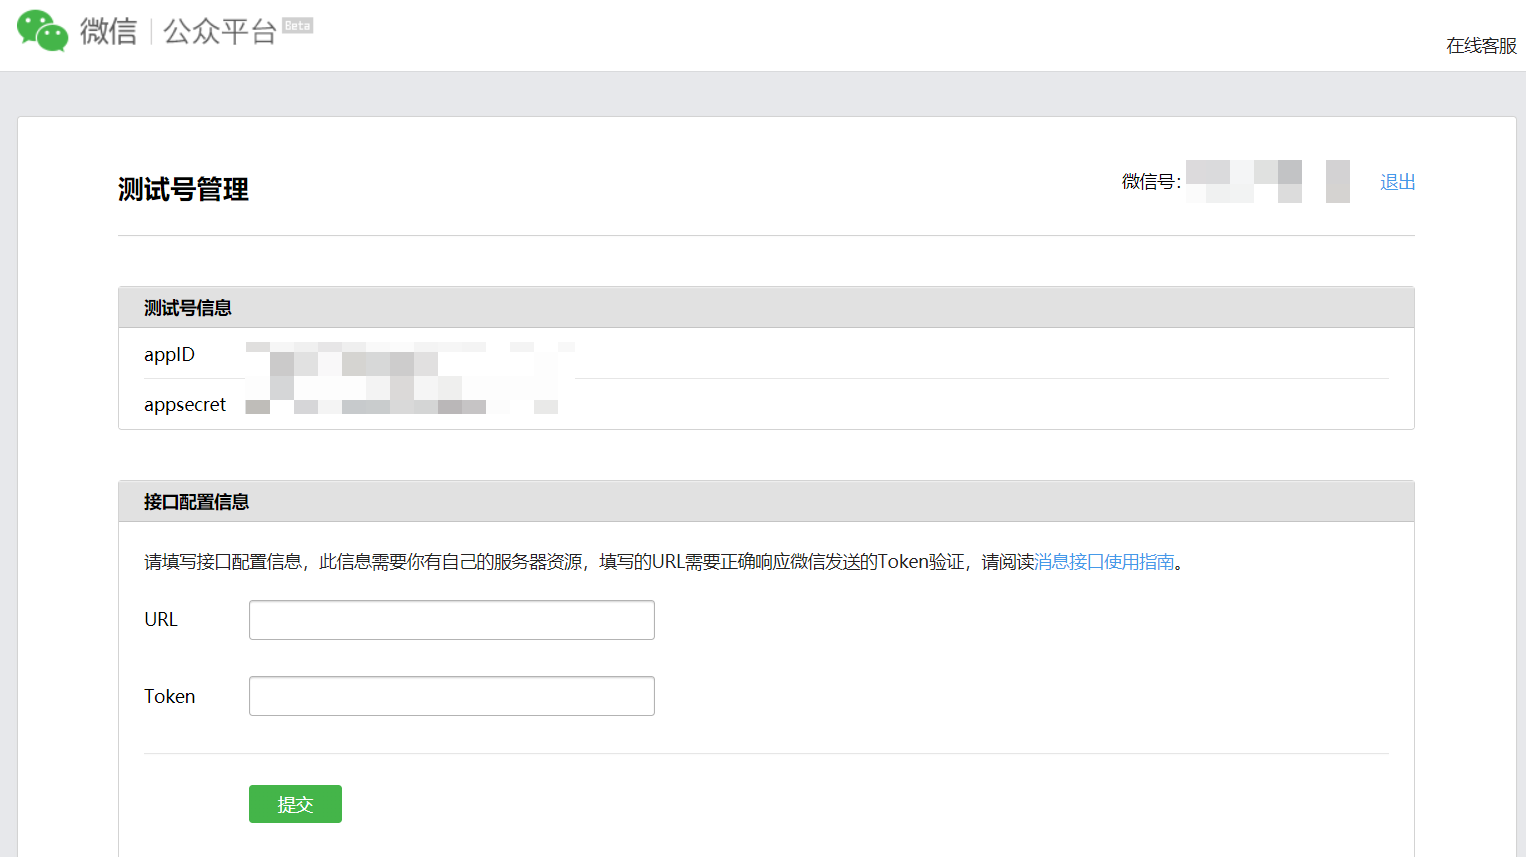 微信 | 公众平台 Beta
在线客服
测试号管理
微信号: 退出
测试号信息
appID
appsecret
接口配置信息
请填写接口配置信息，此信息需要你有自己的服务器资源，填写的URL需要正确响应微信发送的Token验证，请阅读消息接口使用指南。
URL
Token
提交